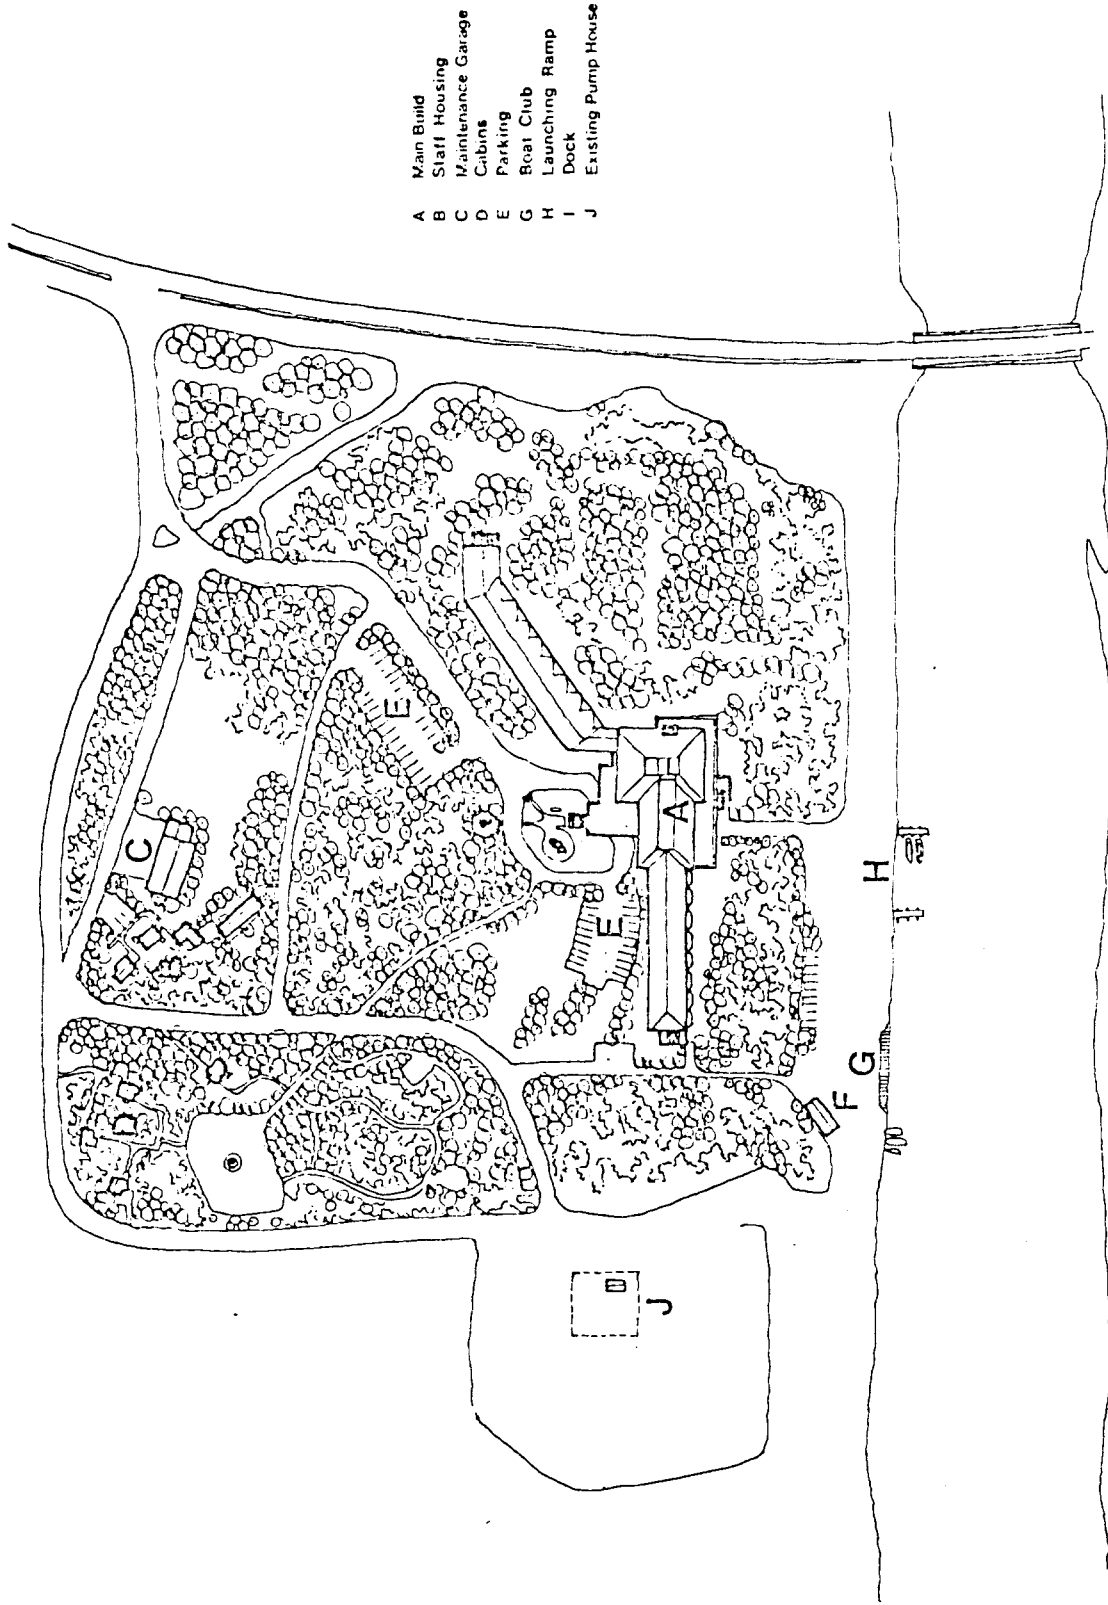 A Main Build
B Staff Housing
C Maintenance Garage
D Cabins
E Parking
G Boat Club
H Launching Ramp
I Dock
J Existing Pump House
C
B
D
E
E
A
H
G
F
J